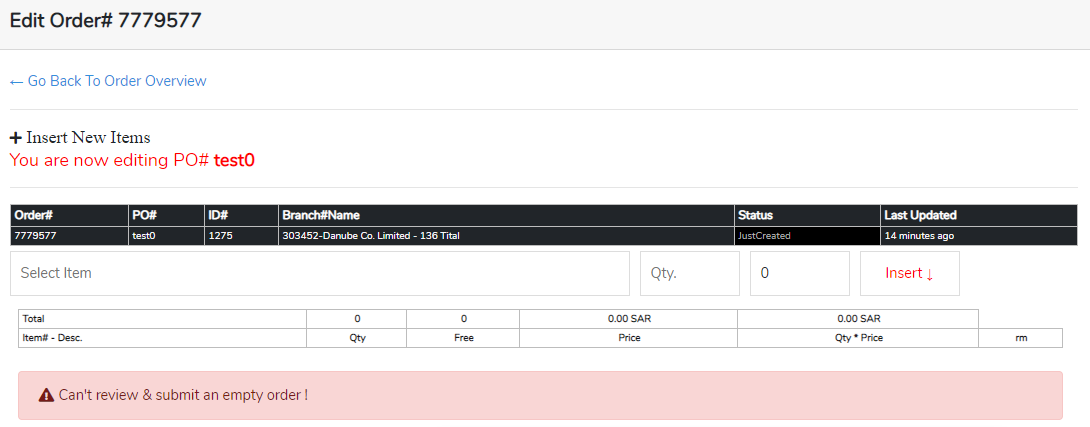 Edit Order# 7779577
← Go Back To Order Overview
+ Insert New Items
You are now editing PO# test0
Order# PO# ID# Branch#Name Status Last Updated
7779577 test0 1275 303452-Danube Co. Limited - 136 Tital JustCreated 14 minutes ago
Select Item Qty. 0 Insert ↓
Total 0 0 0.00 SAR 0.00 SAR
Item# - Desc. Qty Free Price Qty * Price rm
Can't review & submit an empty order !